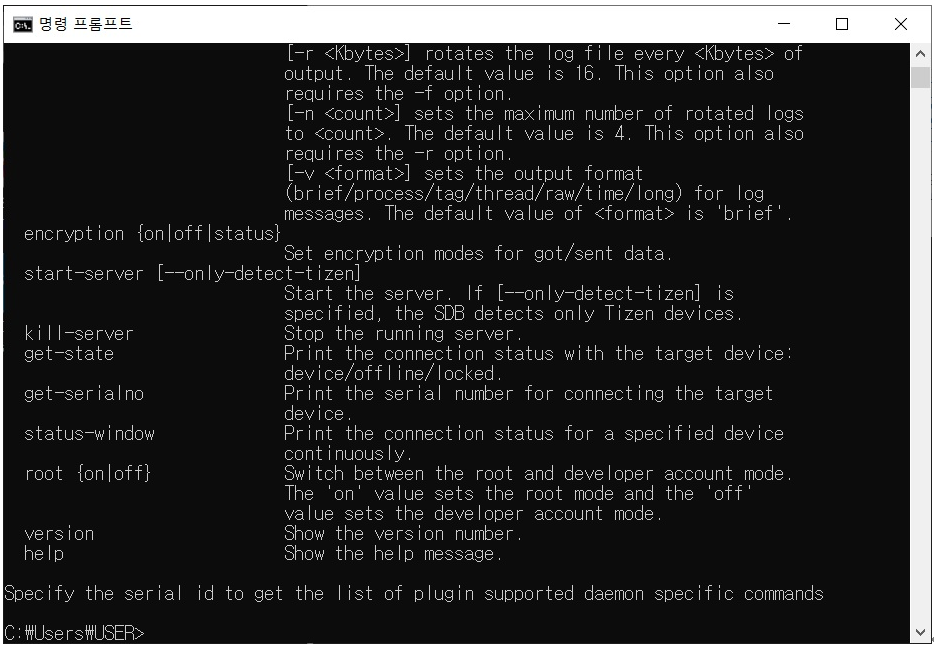 명령 프롬프트
[-r <Kbytes>] rotates the log file every <Kbytes> of
output. The default value is 16. This option also
requires the -f option.
[-n <count>] sets the maximum number of rotated logs
to <count>. The default value is 4. This option also
requires the -r option.
[-v <format>] sets the output format
(brief/process/tag/thread/raw/time/long) for log
messages. The default value of <format> is 'brief'.
encryption {on|off|status}
Set encryption modes for got/sent data.
start-server [--only-detect-tizen]
Start the server. If [--only-detect-tizen] is
specified, the SDB detects only Tizen devices.
kill-server Stop the running server.
get-state Print the connection status with the target device:
device/offline/locked.
get-serialno Print the serial number for connecting the target
device.
status-window Print the connection status for a specified device
continuously.
root {on|off} Switch between the root and developer account mode.
The 'on' value sets the root mode and the 'off'
value sets the developer account mode.
version Show the version number.
help Show the help message.
Specify the serial id to get the list of plugin supported daemon specific commands
C:₩Users₩USER>